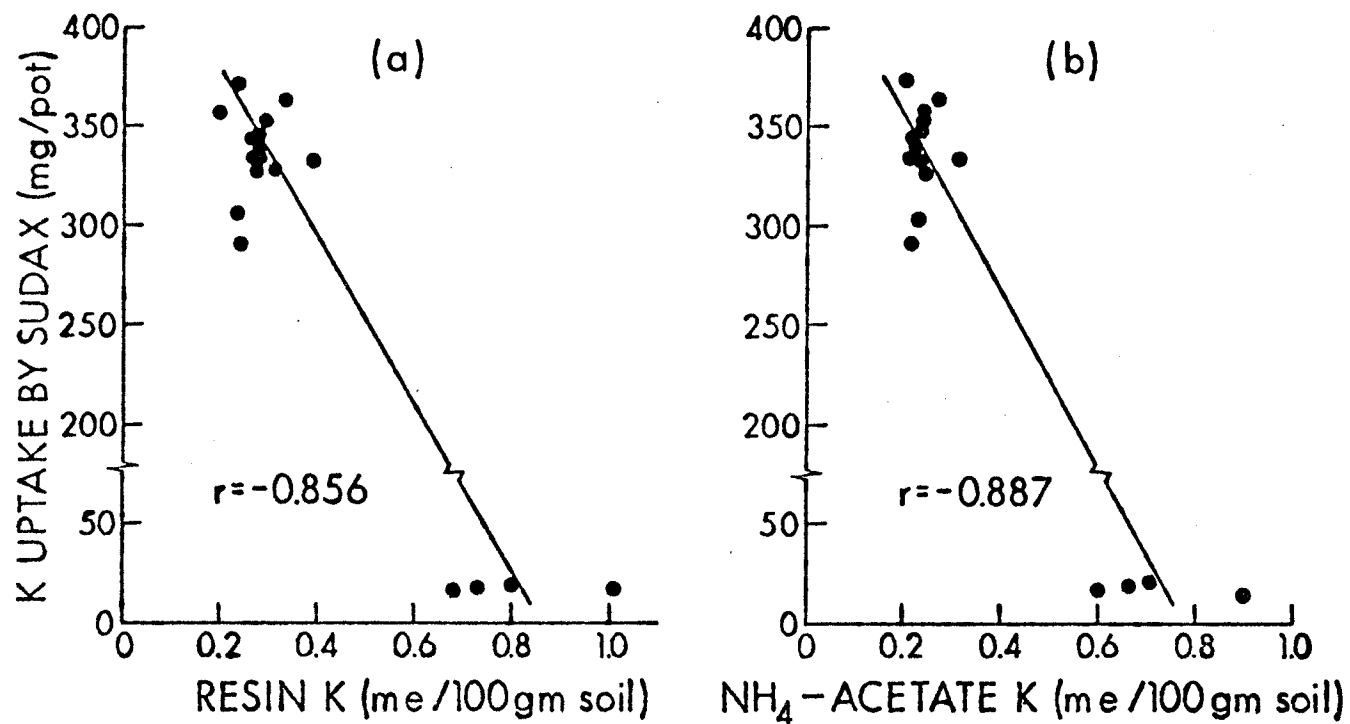 (a)
K UPTAKE BY SUDAX (mg/pot)
400
350
300
250
200
50
0
r=-0.856
0 0.2 0.4 0.6 0.8 1.0
RESIN K (me/100gm soil)
(b)
400
350
300
250
200
50
0
r=-0.887
0 0.2 0.4 0.6 0.8 1.0
NH₄-ACETATE K (me/100gm soil)